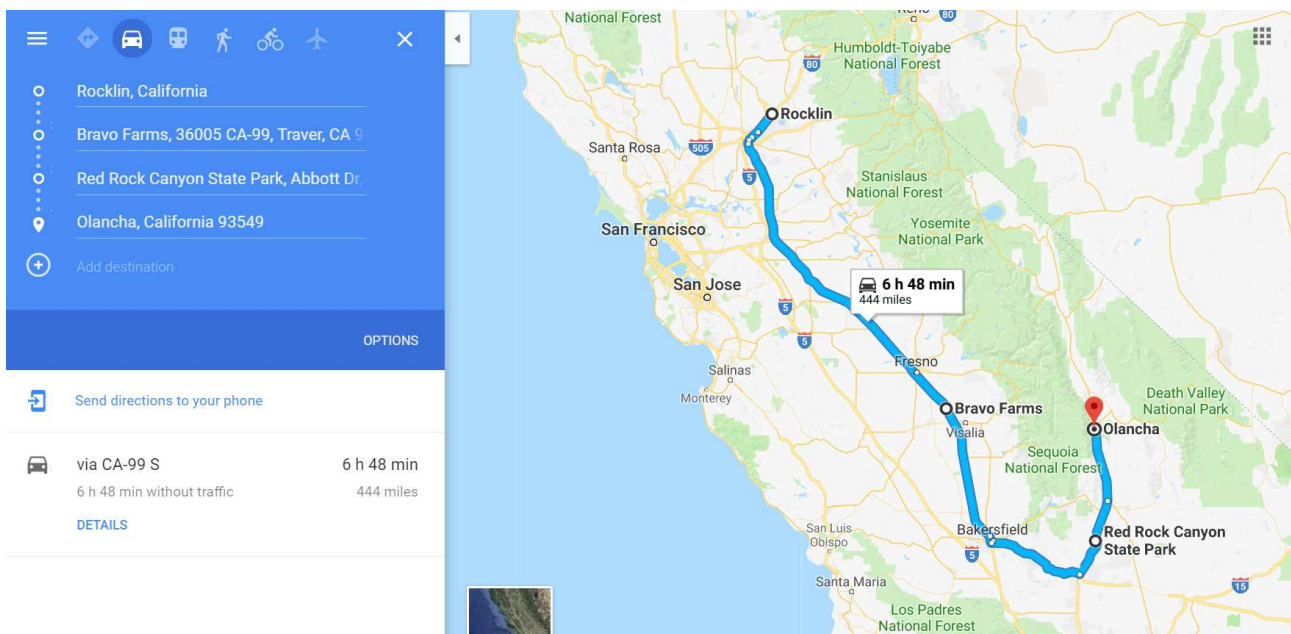 Rocklin, California
Bravo Farms, 36005 CA-99, Traver, CA 9
Red Rock Canyon State Park, Abbott Dr,
Olancha, California 93549
Add destination
OPTIONS
Send directions to your phone
via CA-99 S 6 h 48 min
6 h 48 min without traffic 444 miles
DETAILS
National Forest
80
Humboldt-Toiyabe
National Forest
80
Rocklin
Santa Rosa
505
5
Stanislaus
National Forest
San Francisco
Yosemite
National Park
San Jose
6 h 48 min
444 miles
5
5
Salinas
Monterey
Fresno
Bravo Farms
Visalia
Death Valley
National Park
Olancha
Sequoia
National Forest
San Luis
Obispo
Bakersfield
5
Red Rock Canyon
State Park
Santa Maria
15
Los Padres
National Forest